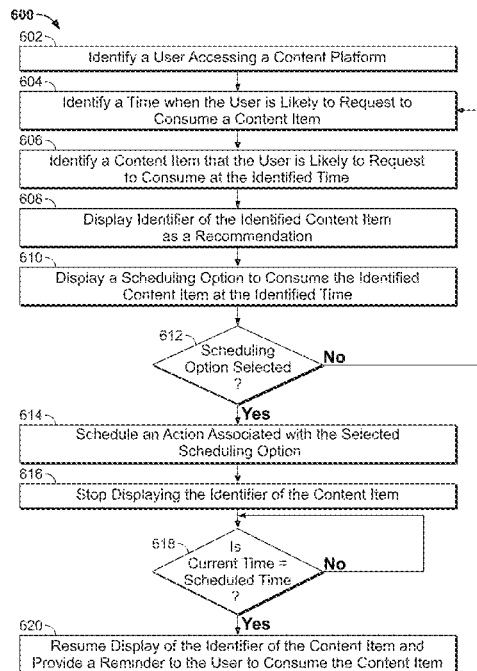 600
602
Identify a User Accessing a Content Platform
604
Identify a Time when the User is Likely to Request to
Consume a Content Item
606
Identify a Content Item that the User is Likely to Request
to Consume at the Identified Time
608
Display Identifier of the Identified Content Item
as a Recommendation
610
Display a Scheduling Option to Consume the Identified
Content Item at the Identified Time
612
Scheduling
Option Selected
?
No
Yes
614
Schedule an Action Associated with the Selected
Scheduling Option
616
Stop Displaying the Identifier of the Content Item
618
Is
Current Time =
Scheduled Time
?
No
Yes
620
Resume Display of the Identifier of the Content Item and
Provide a Reminder to the User to Consume the Content Item